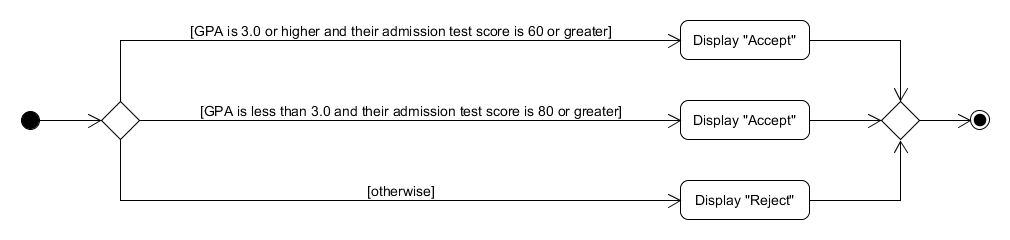 [GPA is 3.0 or higher and their admission test score is 60 or greater]
Display "Accept"
[GPA is less than 3.0 and their admission test score is 80 or greater]
Display "Accept"
[otherwise]
Display "Reject"